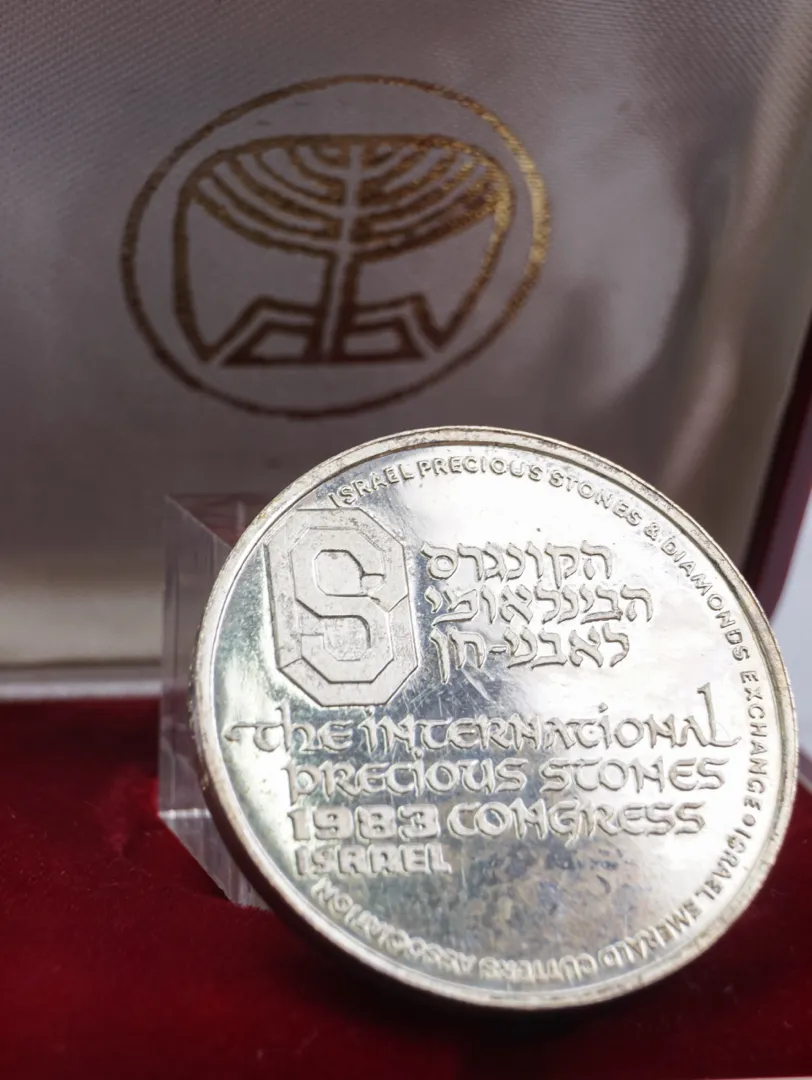 ISRAEL PRECIOUS STONES & DIAMONDS EXCHANGE • ISRAEL EMERALD CUTTERS ASSOCIATION
S
הקונגרס
הבינלאומי
לאבני-חן
the international
precious stones
1983 congress
ISRAEL